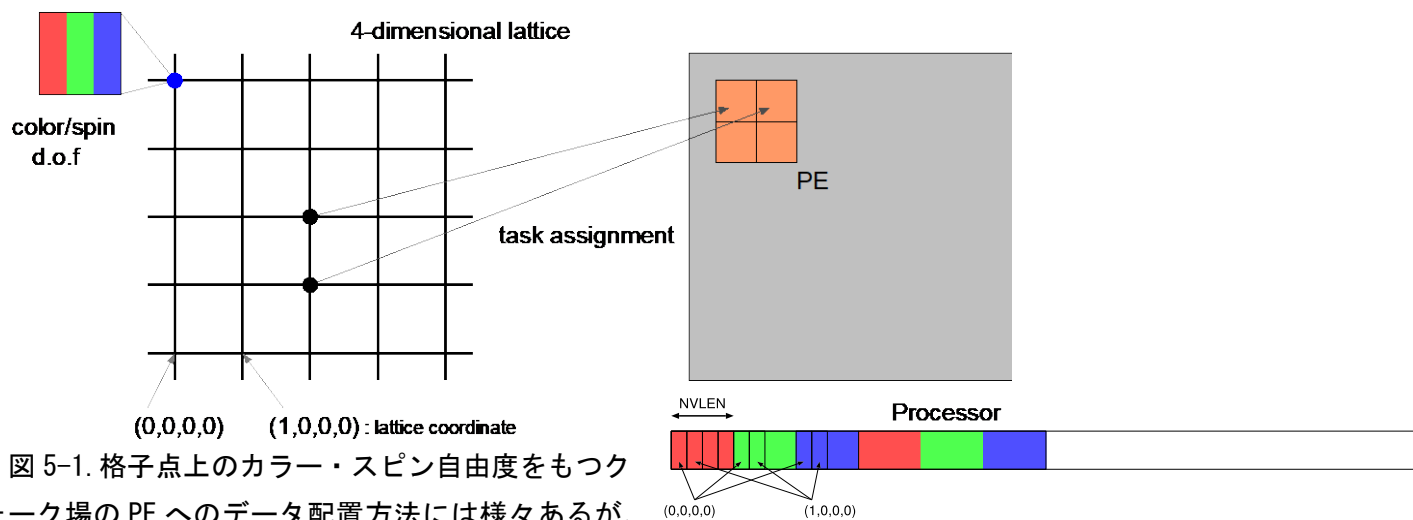 4-dimensional lattice
color/spin
d.o.f
PE
task assignment
(0,0,0,0)
(1,0,0,0) : lattice coordinate
NVLEN
Processor
(0,0,0,0)
(1,0,0,0)
図 5-1. 格子点上のカラー・スピン自由度をもつク
ォーク場の PE へのデータ配置方法には様々あるが，